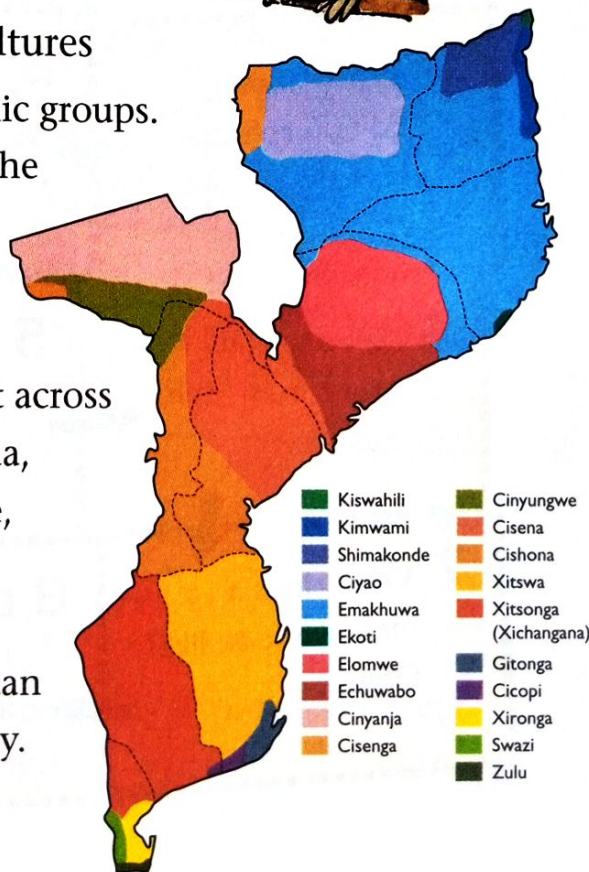 ltures
ic groups.
he
t across
a,
e,
an
y.
Kiswahili
Kimwami
Shimakonde
Ciyao
Emakhuwa
Ekoti
Elomwe
Echuwabo
Cinyanja
Cisenga
Cinyungwe
Cisena
Cishona
Xitswa
Xitsonga
(Xichangana)
Gitonga
Cicopi
Xironga
Swazi
Zulu